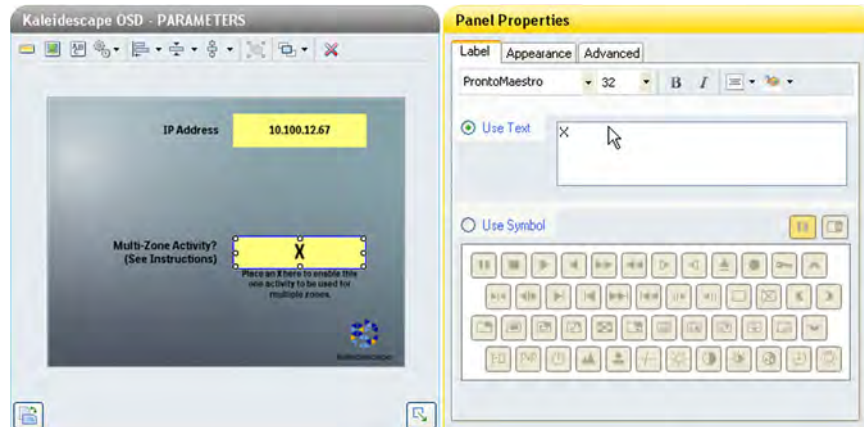 Kaleidescape OSD - PARAMETERS
IP Address
10.100.12.67
Multi-Zone Activity?
(See Instructions)
X
Place an X here to enable this
one activity to be used for
multiple zones.
kaleidescape
Panel Properties
Label
Appearance
Advanced
ProntoMaestro
32
B
I
Use Text
X
Use Symbol